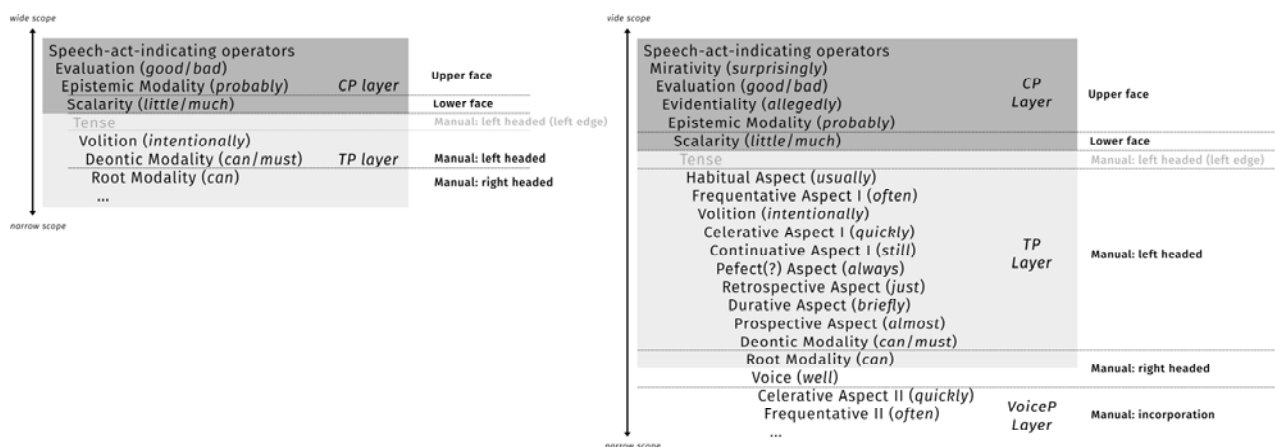 wide scope
Speech-act-indicating operators
Evaluation (good/bad)
Epistemic Modality (probably) CP layer
Upper face
Scalarity (little/much)
Lower face
Tense
Manual: left headed (left edge)
Volition (intentionally)
Deontic Modality (can/must) TP layer
Manual: left headed
Root Modality (can)
Manual: right headed
...
narrow scope
wide scope
Speech-act-indicating operators
Mirativity (surprisingly)
Evaluation (good/bad)
Evidentiality (allegedly)
Epistemic Modality (probably)
CP
Layer
Upper face
Scalarity (little/much)
Lower face
Tense
Manual: left headed (left edge)
Habitual Aspect (usually)
Frequentative Aspect I (often)
Volition (intentionally)
Celerative Aspect I (quickly)
Continuative Aspect I (still)
Pefect(?) Aspect (always)
Retrospective Aspect (just)
Durative Aspect (briefly)
Prospective Aspect (almost)
Deontic Modality (can/must)
TP
Layer
Manual: left headed
Root Modality (can)
Voice (well)
Manual: right headed
Celerative Aspect II (quickly)
Frequentative II (often)
...
VoiceP
Layer
Manual: incorporation
narrow scope